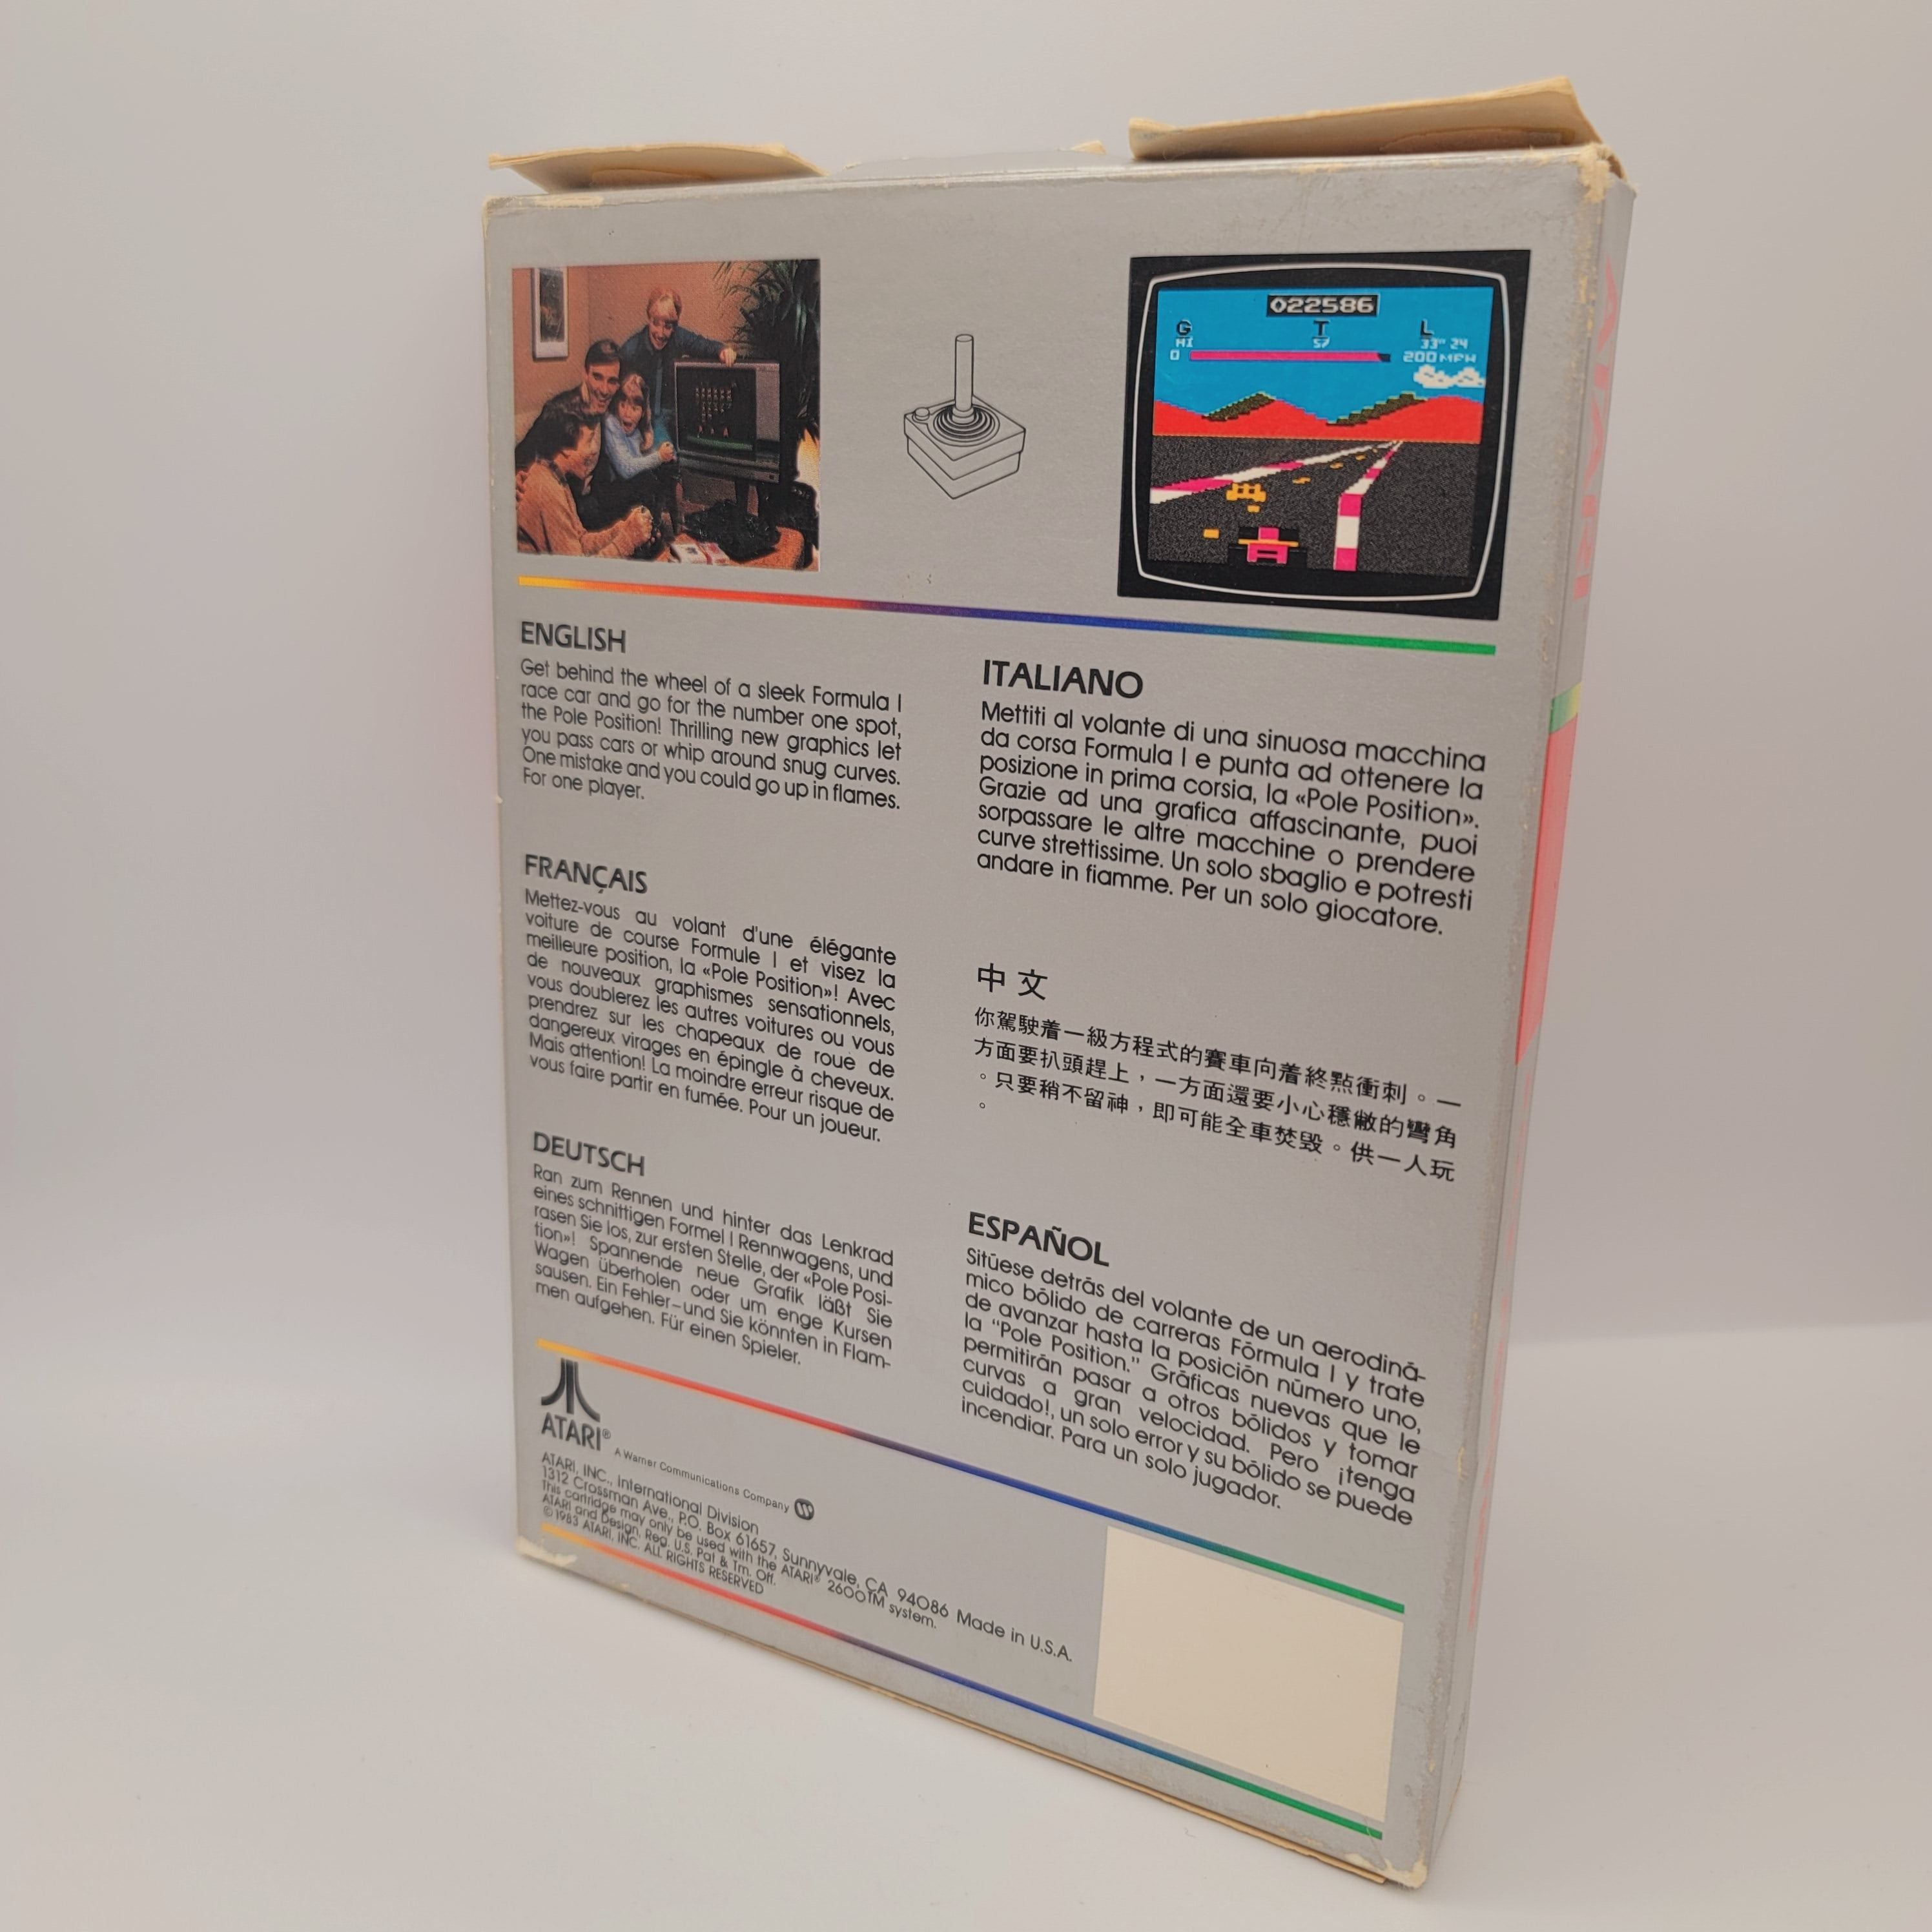 022586
G T L
MI 57 33" 24
0 200 MPH
ENGLISH
Get behind the wheel of a sleek Formula I
race car and go for the number one spot,
the Pole Position! Thrilling new graphics let
you pass cars or whip around snug curves.
One mistake and you could go up in flames.
For one player.
FRANÇAIS
Mettez-vous au volant d'une élégante
voiture de course Formule I et visez la
meilleure position, la «Pole Position»! Avec
de nouveaux graphismes sensationnels,
vous doublerez les autres voitures ou vous
prendrez sur les chapeaux de roue de
dangereux virages en épingle à cheveux.
Mais attention! La moindre erreur risque de
vous faire partir en fumée. Pour un joueur.
DEUTSCH
Ran zum Rennen und hinter das Lenkrad
eines schnittigen Formel I Rennwagens, und
rasen Sie los, zur ersten Stelle, der «Pole Posi-
tion»! Spannende neue Grafik läßt Sie
Wagen überholen oder um enge Kursen
sausen. Ein Fehler–und Sie könnten in Flam-
men aufgehen. Für einen Spieler.
ITALIANO
Mettiti al volante di una sinuosa macchina
da corsa Formula I e punta ad ottenere la
posizione in prima corsia, la «Pole Position».
Grazie ad una grafica affascinante, puoi
sorpassare le altre macchine o prendere
curve strettissime. Un solo sbaglio e potresti
andare in fiamme. Per un solo giocatore.
中文
你駕駛着一級方程式的賽車向着終點衝刺。一
方面要扒頭趕上，一方面還要小心穩敝的彎角
。只要稍不留神，即可能全車焚毀。供一人玩
。
ESPAÑOL
Sitūese detrās del volante de un aerodinā-
mico bōlido de carreras Fōrmula I y trate
de avanzar hasta la posiciōn nūmero uno,
la "Pole Position." Grāficas nuevas que le
permitirān pasar a otros bōlidos y tomar
curvas a gran velocidad. Pero ¡tenga
cuidado!, un solo error y su bōlido se puede
incendiar. Para un solo jugador.
ATARI®
A Warner Communications Company
ATARI, INC., International Division
1312 Crossman Ave., P.O. Box 61657, Sunnyvale, CA 94086 Made in U.S.A.
This cartridge may only be used with the ATARI® 2600™ system.
ATARI and Design, Reg. U.S. Pat & Tm. Off.
©1983 ATARI, INC. ALL RIGHTS RESERVED
ATARI